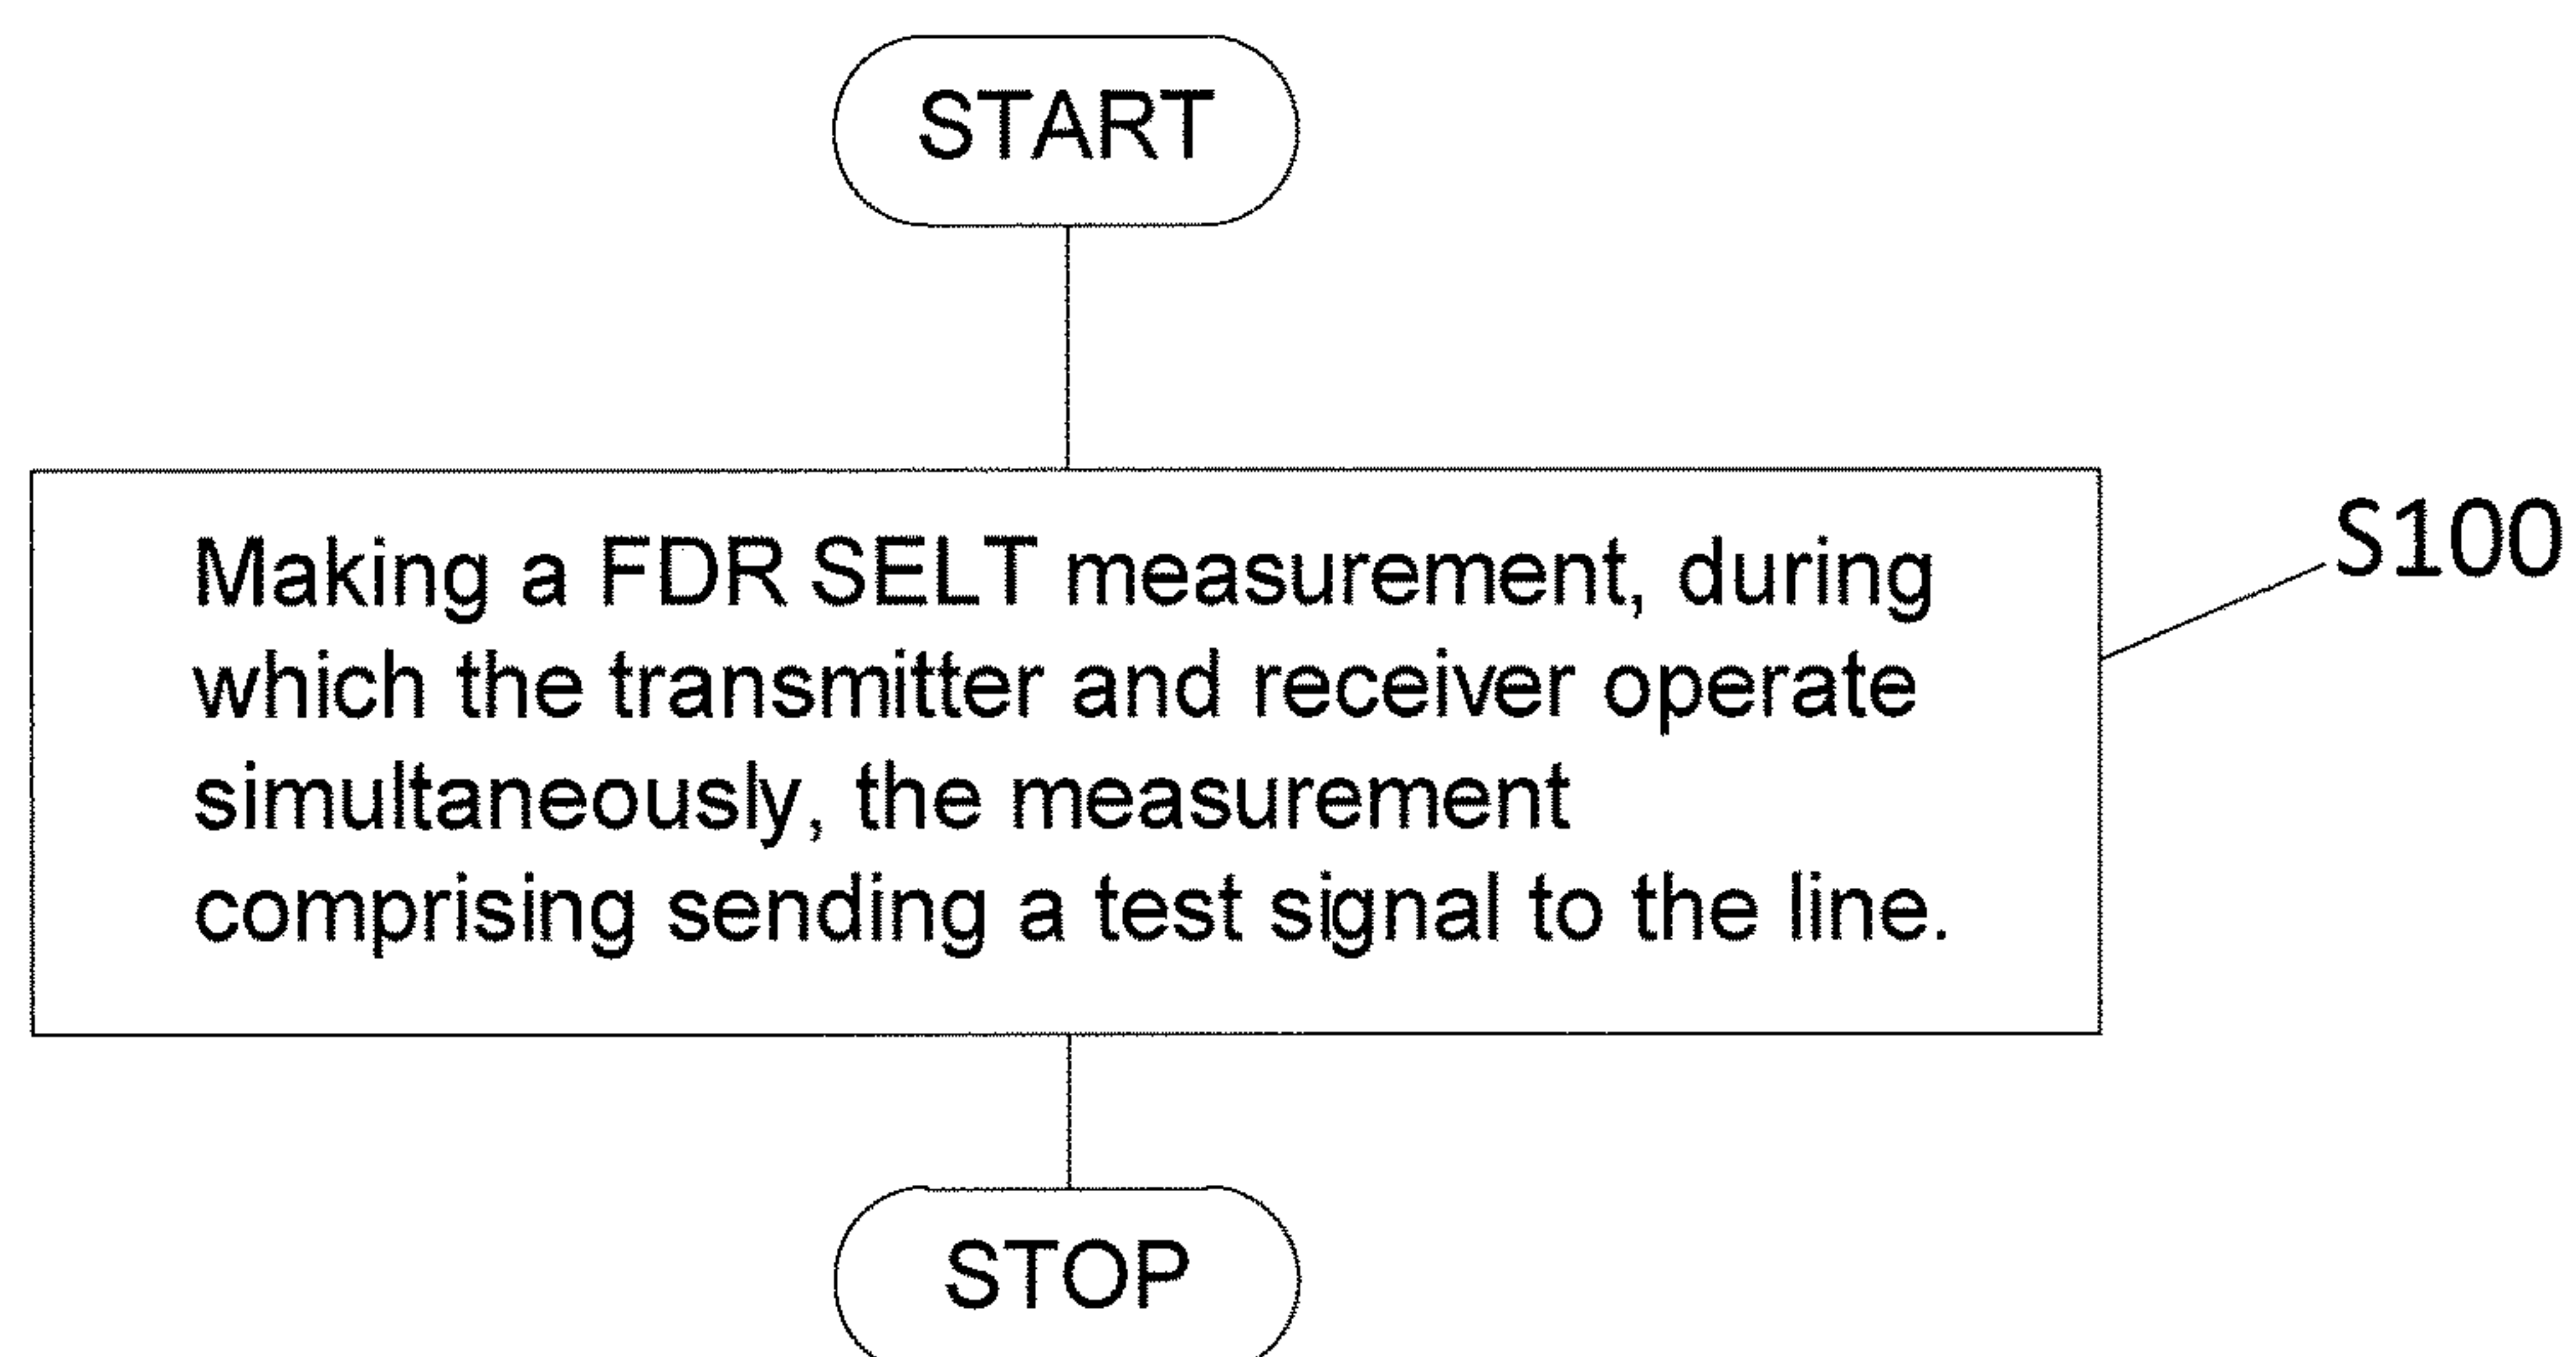 START
Making a FDR SELT measurement, during
which the transmitter and receiver operate
simultaneously, the measurement
comprising sending a test signal to the line.
S100
STOP